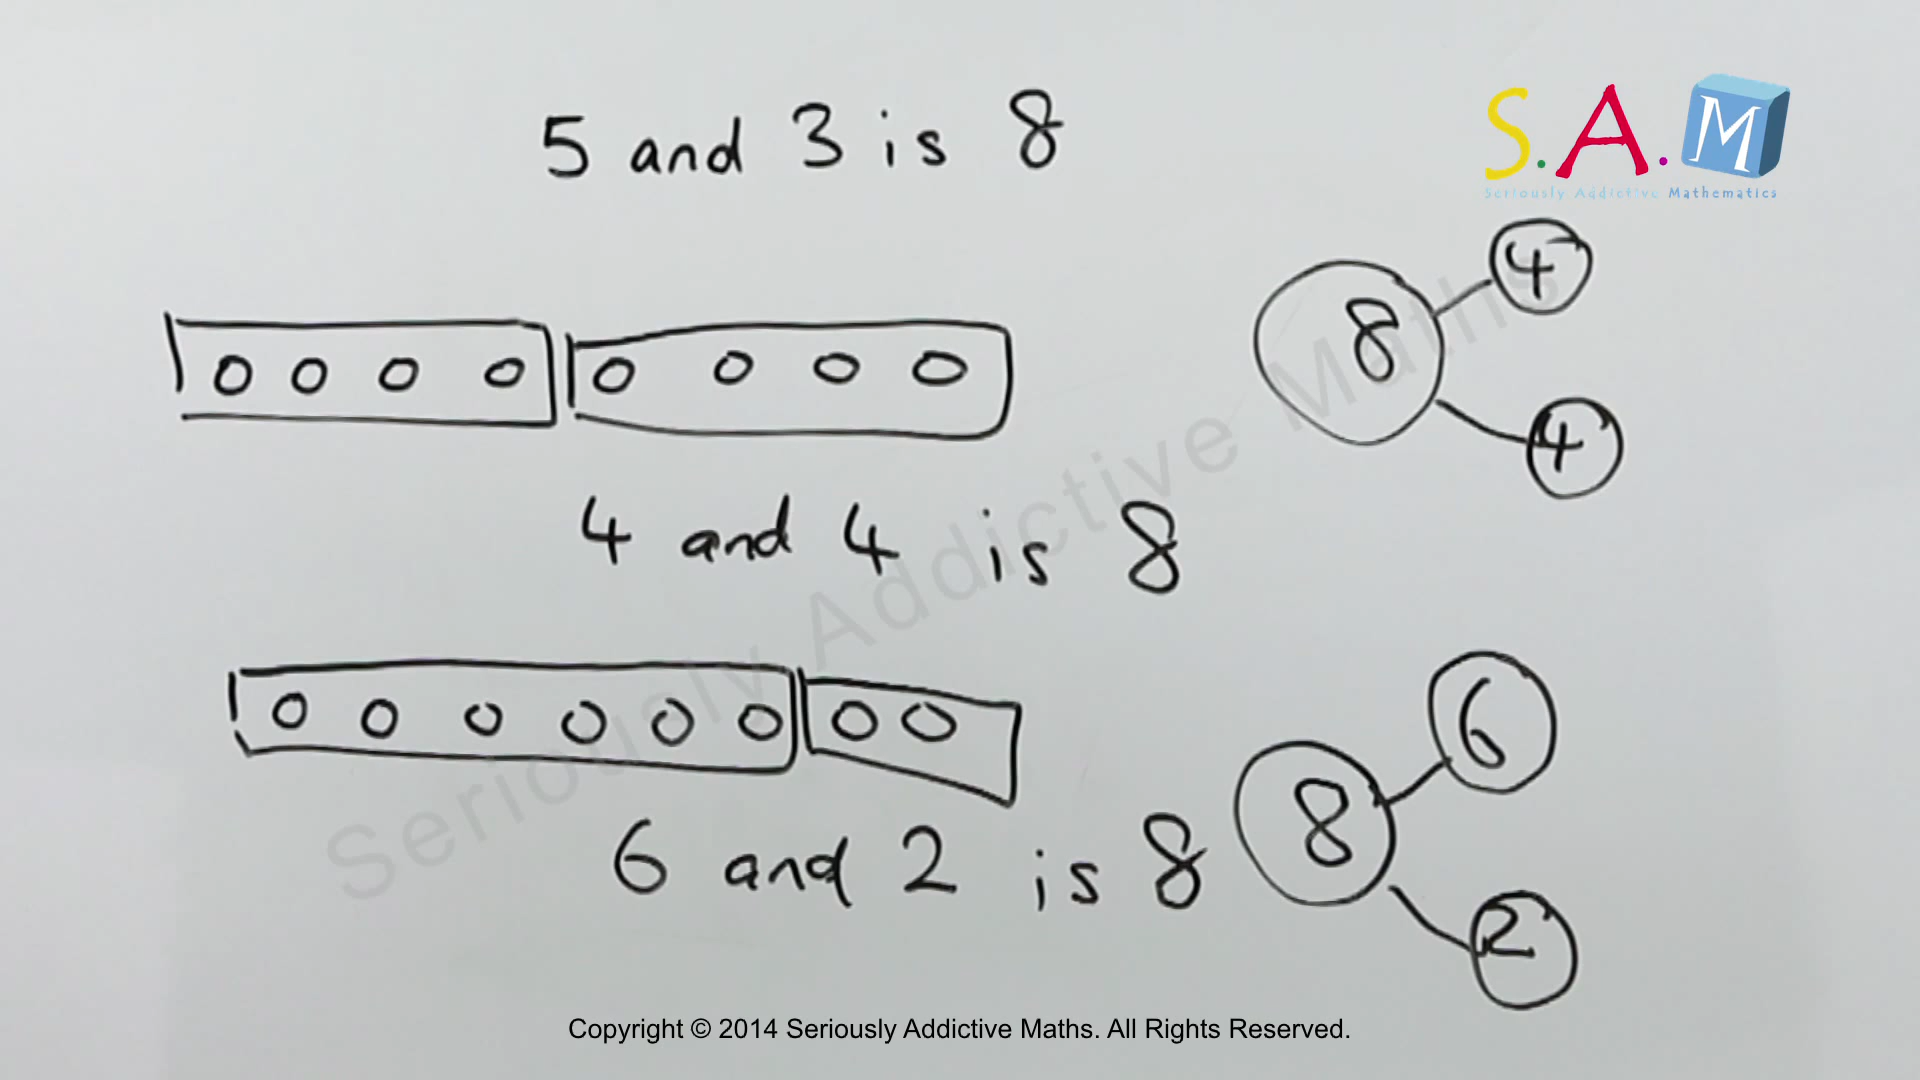 5 and 3 is 8
S.A.M
Seriously Addictive Mathematics
8
4
4
4 and 4 is 8
8
6
2
6 and 2 is 8
Seriously Addictive Maths
Copyright © 2014 Seriously Addictive Maths. All Rights Reserved.